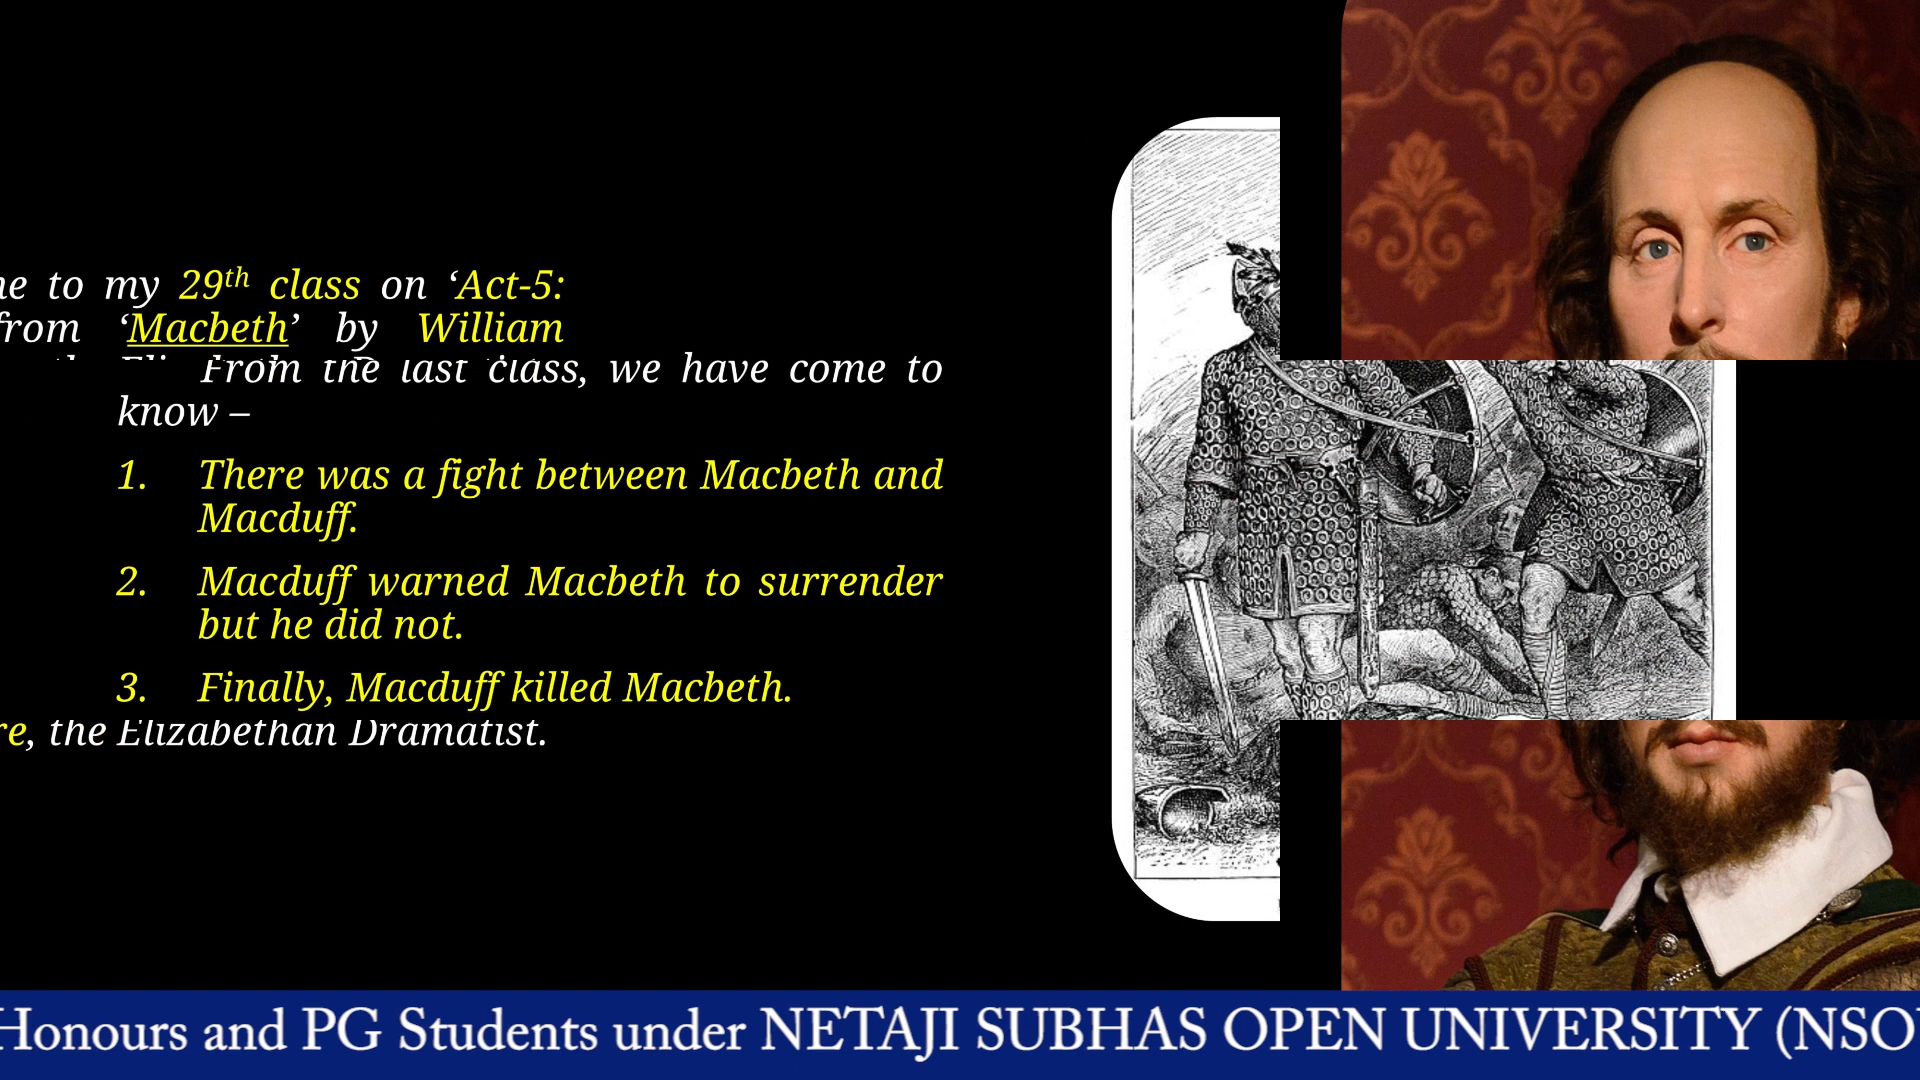 ne to my 29th class on ‘Act-5:
from ‘Macbeth’ by William
From the last class, we have come to
know –
1. There was a fight between Macbeth and
Macduff.
2. Macduff warned Macbeth to surrender
but he did not.
3. Finally, Macduff killed Macbeth.
re, the Elizabethan Dramatist.
Honours and PG Students under NETAJI SUBHAS OPEN UNIVERSITY (NSO